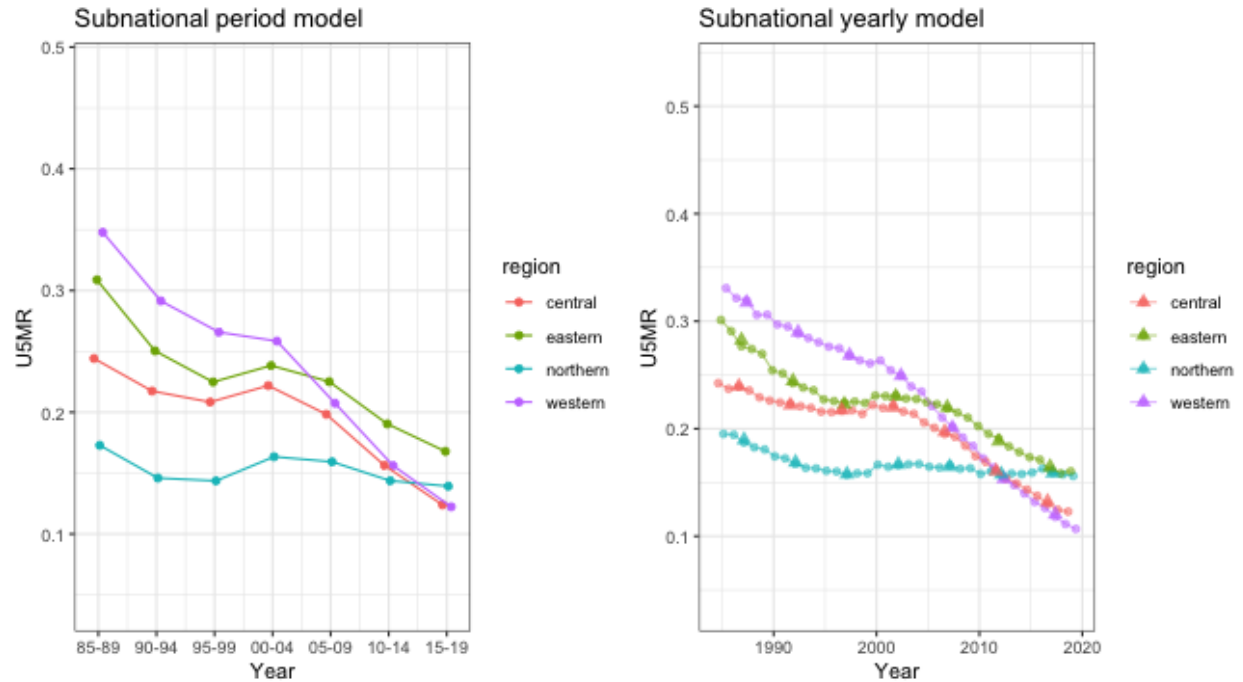 Subnational period model
0.5
0.4
0.3
0.2
0.1
U5MR
85-89 90-94 95-99 00-04 05-09 10-14 15-19
Year
region
central
eastern
northern
western
Subnational yearly model
0.5
0.4
0.3
0.2
0.1
U5MR
1990 2000 2010 2020
Year
region
central
eastern
northern
western